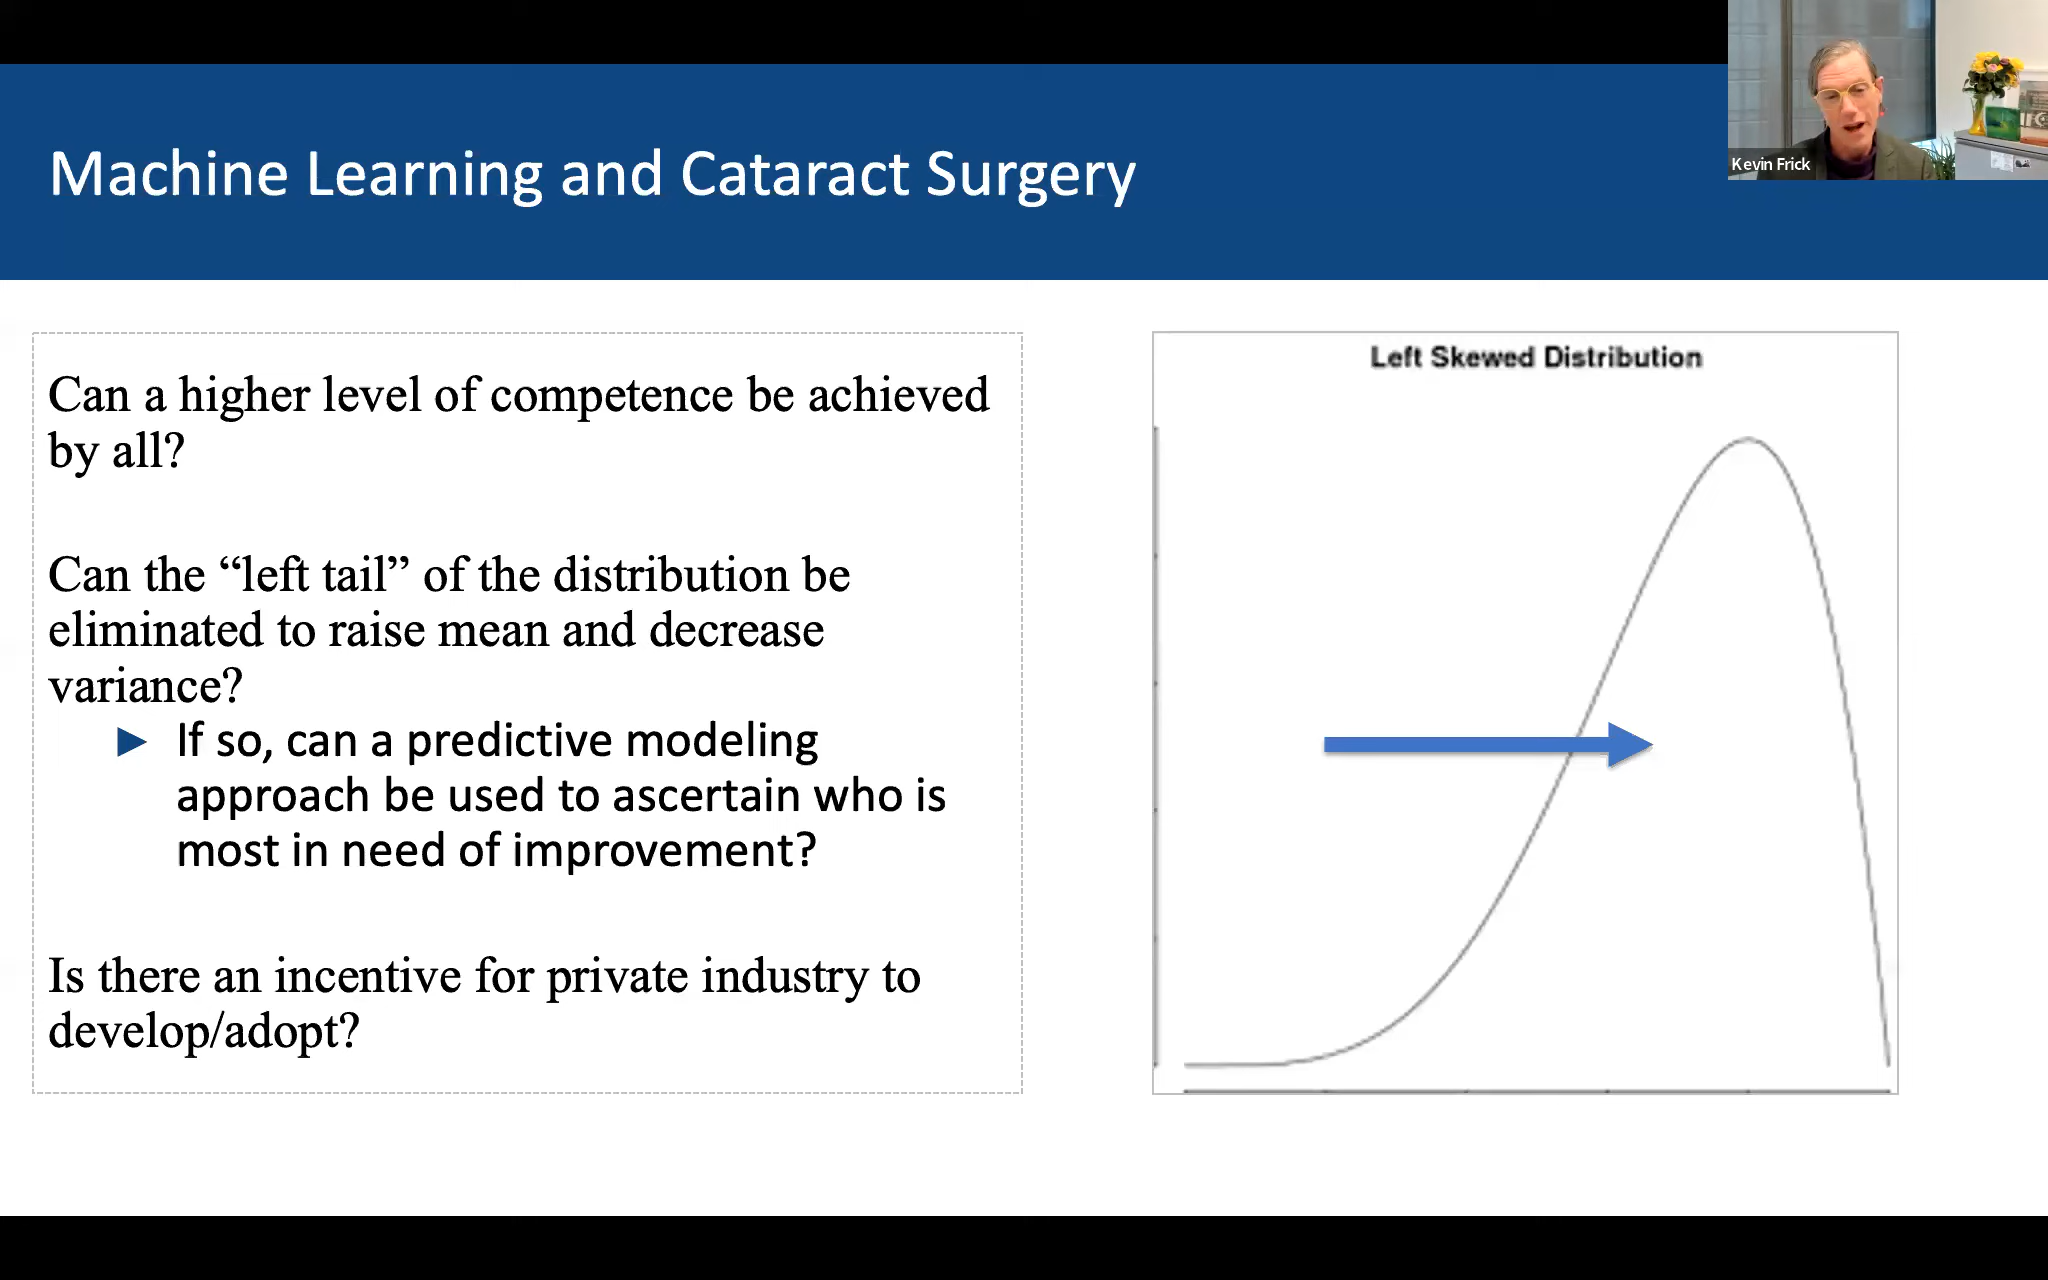 Machine Learning and Cataract Surgery
Kevin Frick
Can a higher level of competence be achieved
by all?
Can the “left tail” of the distribution be
eliminated to raise mean and decrease
variance?
► If so, can a predictive modeling
approach be used to ascertain who is
most in need of improvement?
Is there an incentive for private industry to
develop/adopt?
Left Skewed Distribution